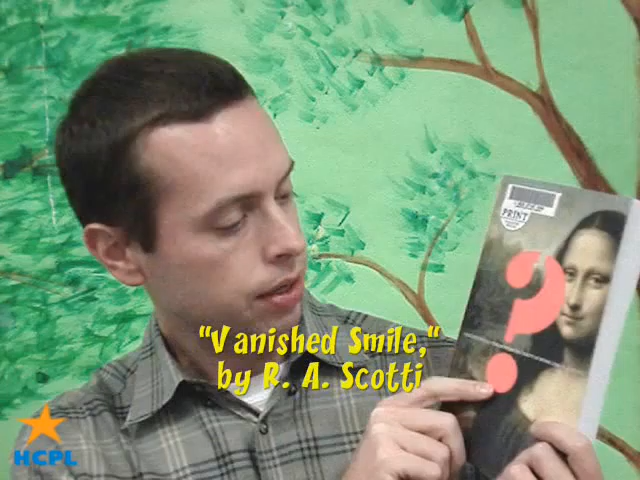 PRINT
"Vanished Smile,"
by R. A. Scotti
HCPL